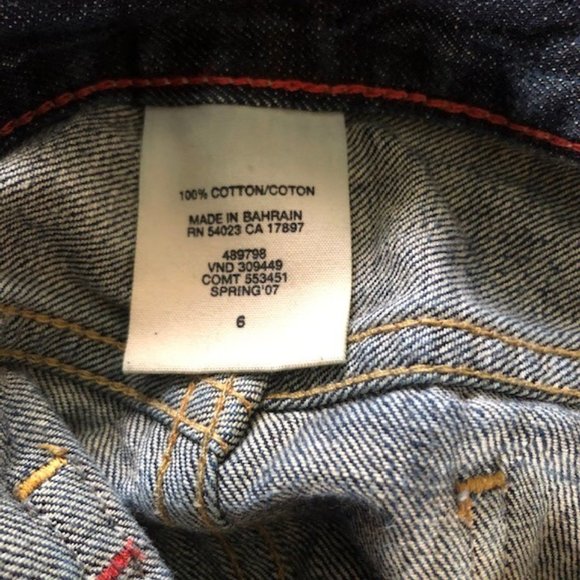 100% COTTON/COTON
MADE IN BAHRAIN
RN 54023 CA 17897
489798
VND 309449
COMT 553451
SPRING'07
6